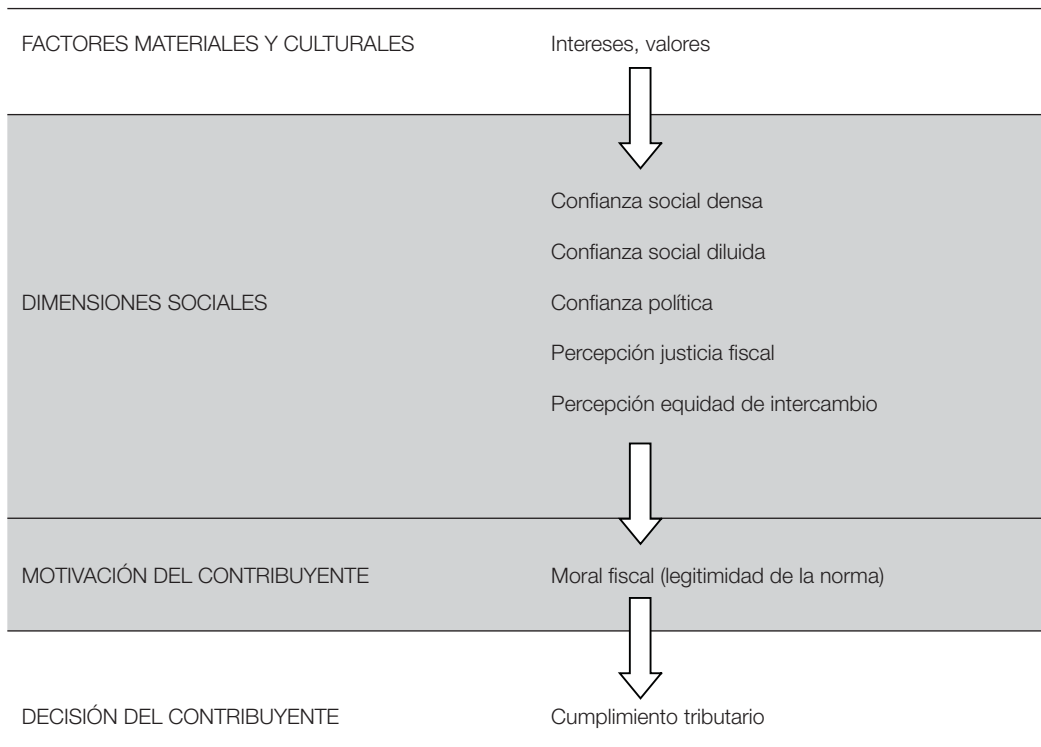 FACTORES MATERIALES Y CULTURALES Intereses, valores
Confianza social densa
Confianza social diluida
DIMENSIONES SOCIALES Confianza política
Percepción justicia fiscal
Percepción equidad de intercambio
MOTIVACIÓN DEL CONTRIBUYENTE Moral fiscal (legitimidad de la norma)
DECISIÓN DEL CONTRIBUYENTE Cumplimiento tributario